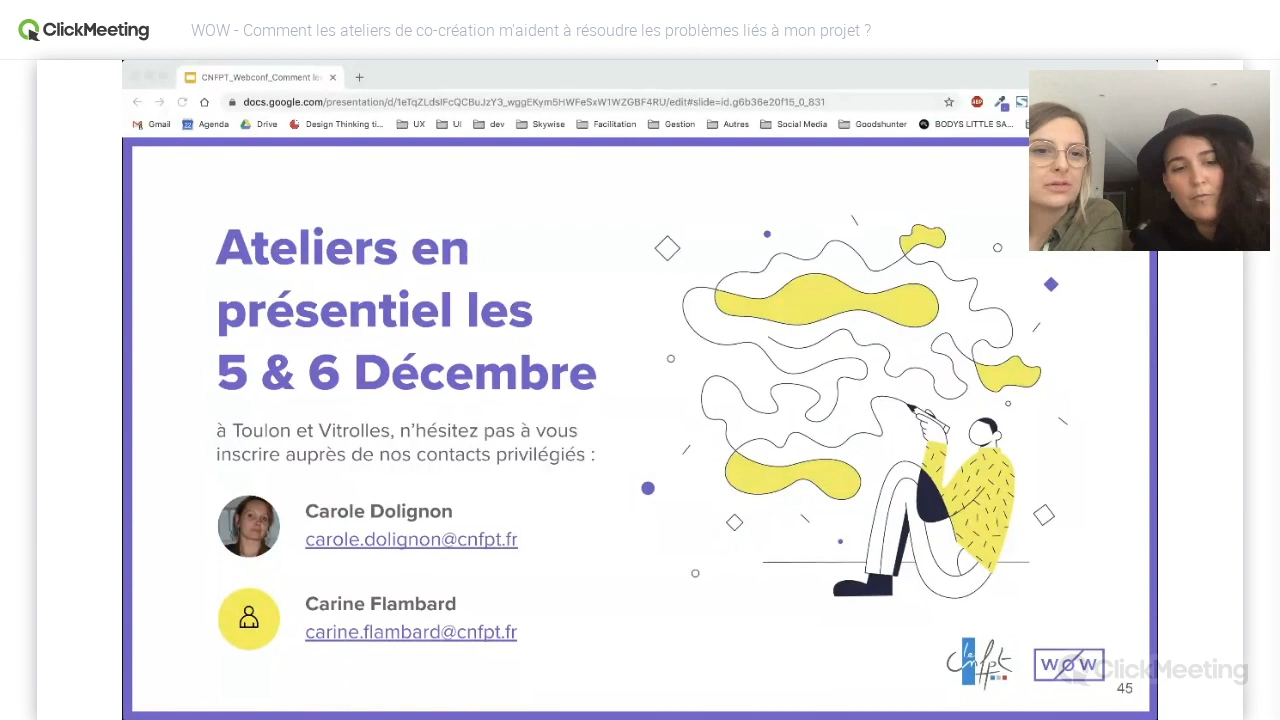 ClickMeeting
WOW - Comment les ateliers de co-création m'aident à résoudre les problèmes liés à mon projet ?
CNFPT_Webconf_Comment le
docs.google.com/presentation/d/1eTqZLdsIFcQCBuJzY3_wggEKym5HWFeSxW1WZGBF4RU/edit#slide=id.g6b36e20f15_0_831
Gmail Agenda Drive Design Thinking ti... UX UI dev Skywise Facilitation Gestion Autres Social Media Goodshunter BODYS LITTLE SA...
Ateliers en
présentiel les
5 & 6 Décembre
à Toulon et Vitrolles, n'hésitez pas à vous
inscrire auprès de nos contacts privilégiés :
Carole Dolignon
carole.dolignon@cnfpt.fr
Carine Flambard
carine.flambard@cnfpt.fr
le cnfpt
WOW
ClickMeeting
45